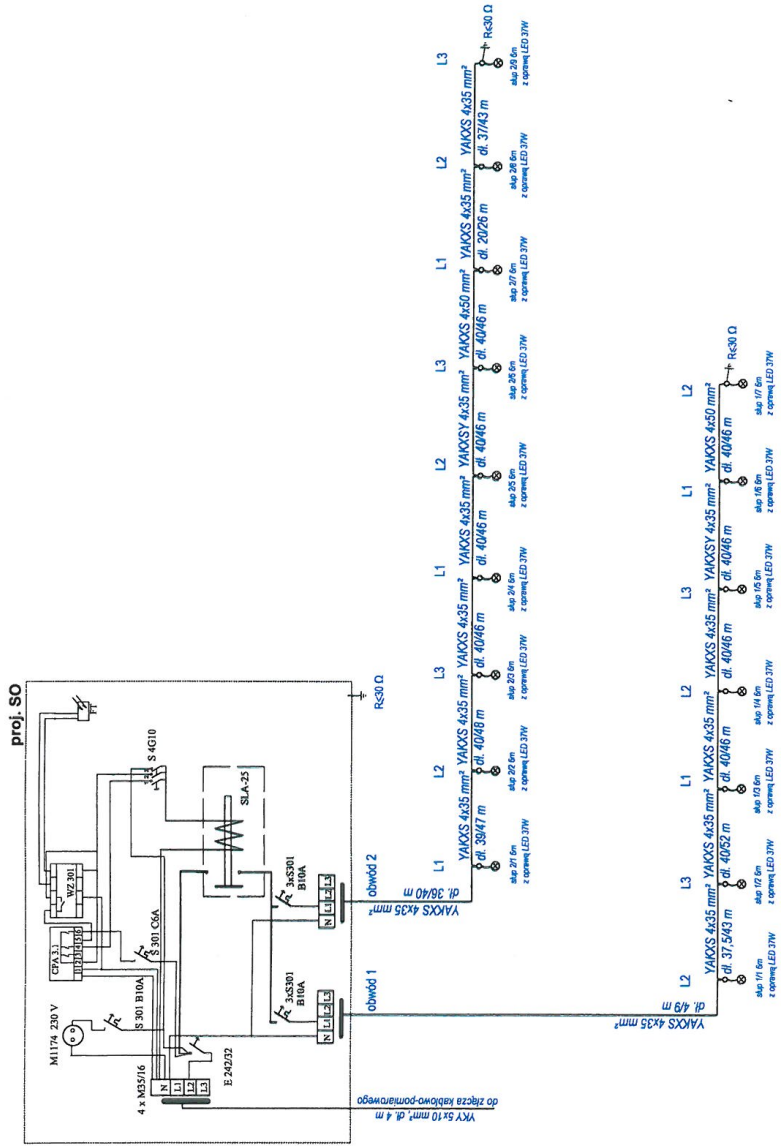 proj. SO
M1174 230 V
S 301 B10A
CPA 3.1
WZ 301
S 301 C6A
S 4G10
FT
4 x M35/16
N
L1
L2
L3
E 242/32
SLA-25
3xS301
B10A
N L1 L2 L3
obwód 1
3xS301
B10A
N L1 L2 L3
obwód 2
R≤30 Ω
YKY 5x10 mm², dł. 4 m
do złącza kablowo-pomiarowego
YAKXS 4x35 mm²
dł. 36/40 m
L1
YAKXS 4x35 mm²
dł. 39/47 m
słup 2/1 6m
z oprawą LED 37W
L2
YAKXS 4x35 mm²
dł. 40/48 m
słup 2/2 6m
z oprawą LED 37W
L3
YAKXS 4x35 mm²
dł. 40/46 m
słup 2/3 6m
z oprawą LED 37W
L1
YAKXS 4x35 mm²
dł. 40/46 m
słup 2/4 6m
z oprawą LED 37W
L2
YAKXSY 4x35 mm²
dł. 40/46 m
słup 2/5 6m
z oprawą LED 37W
L3
YAKXS 4x50 mm²
dł. 40/46 m
słup 2/6 6m
z oprawą LED 37W
L1
YAKXS 4x35 mm²
dł. 20/26 m
słup 2/7 6m
z oprawą LED 37W
L2
YAKXS 4x35 mm²
dł. 37/43 m
słup 2/8 6m
z oprawą LED 37W
L3
R≤30 Ω
słup 2/9 6m
z oprawą LED 37W
YAKXS 4x35 mm²
dł. 4/9 m
L2
YAKXS 4x35 mm²
dł. 37,5/43 m
słup 1/1 6m
z oprawą LED 37W
L3
YAKXS 4x35 mm²
dł. 40/52 m
słup 1/2 6m
z oprawą LED 37W
L1
YAKXS 4x35 mm²
dł. 40/46 m
słup 1/3 6m
z oprawą LED 37W
L2
YAKXS 4x35 mm²
dł. 40/46 m
słup 1/4 6m
z oprawą LED 37W
L3
YAKXSY 4x35 mm²
dł. 40/46 m
słup 1/5 6m
z oprawą LED 37W
L1
YAKXS 4x50 mm²
dł. 40/46 m
słup 1/6 6m
z oprawą LED 37W
L2
R≤30 Ω
słup 1/7 6m
z oprawą LED 37W